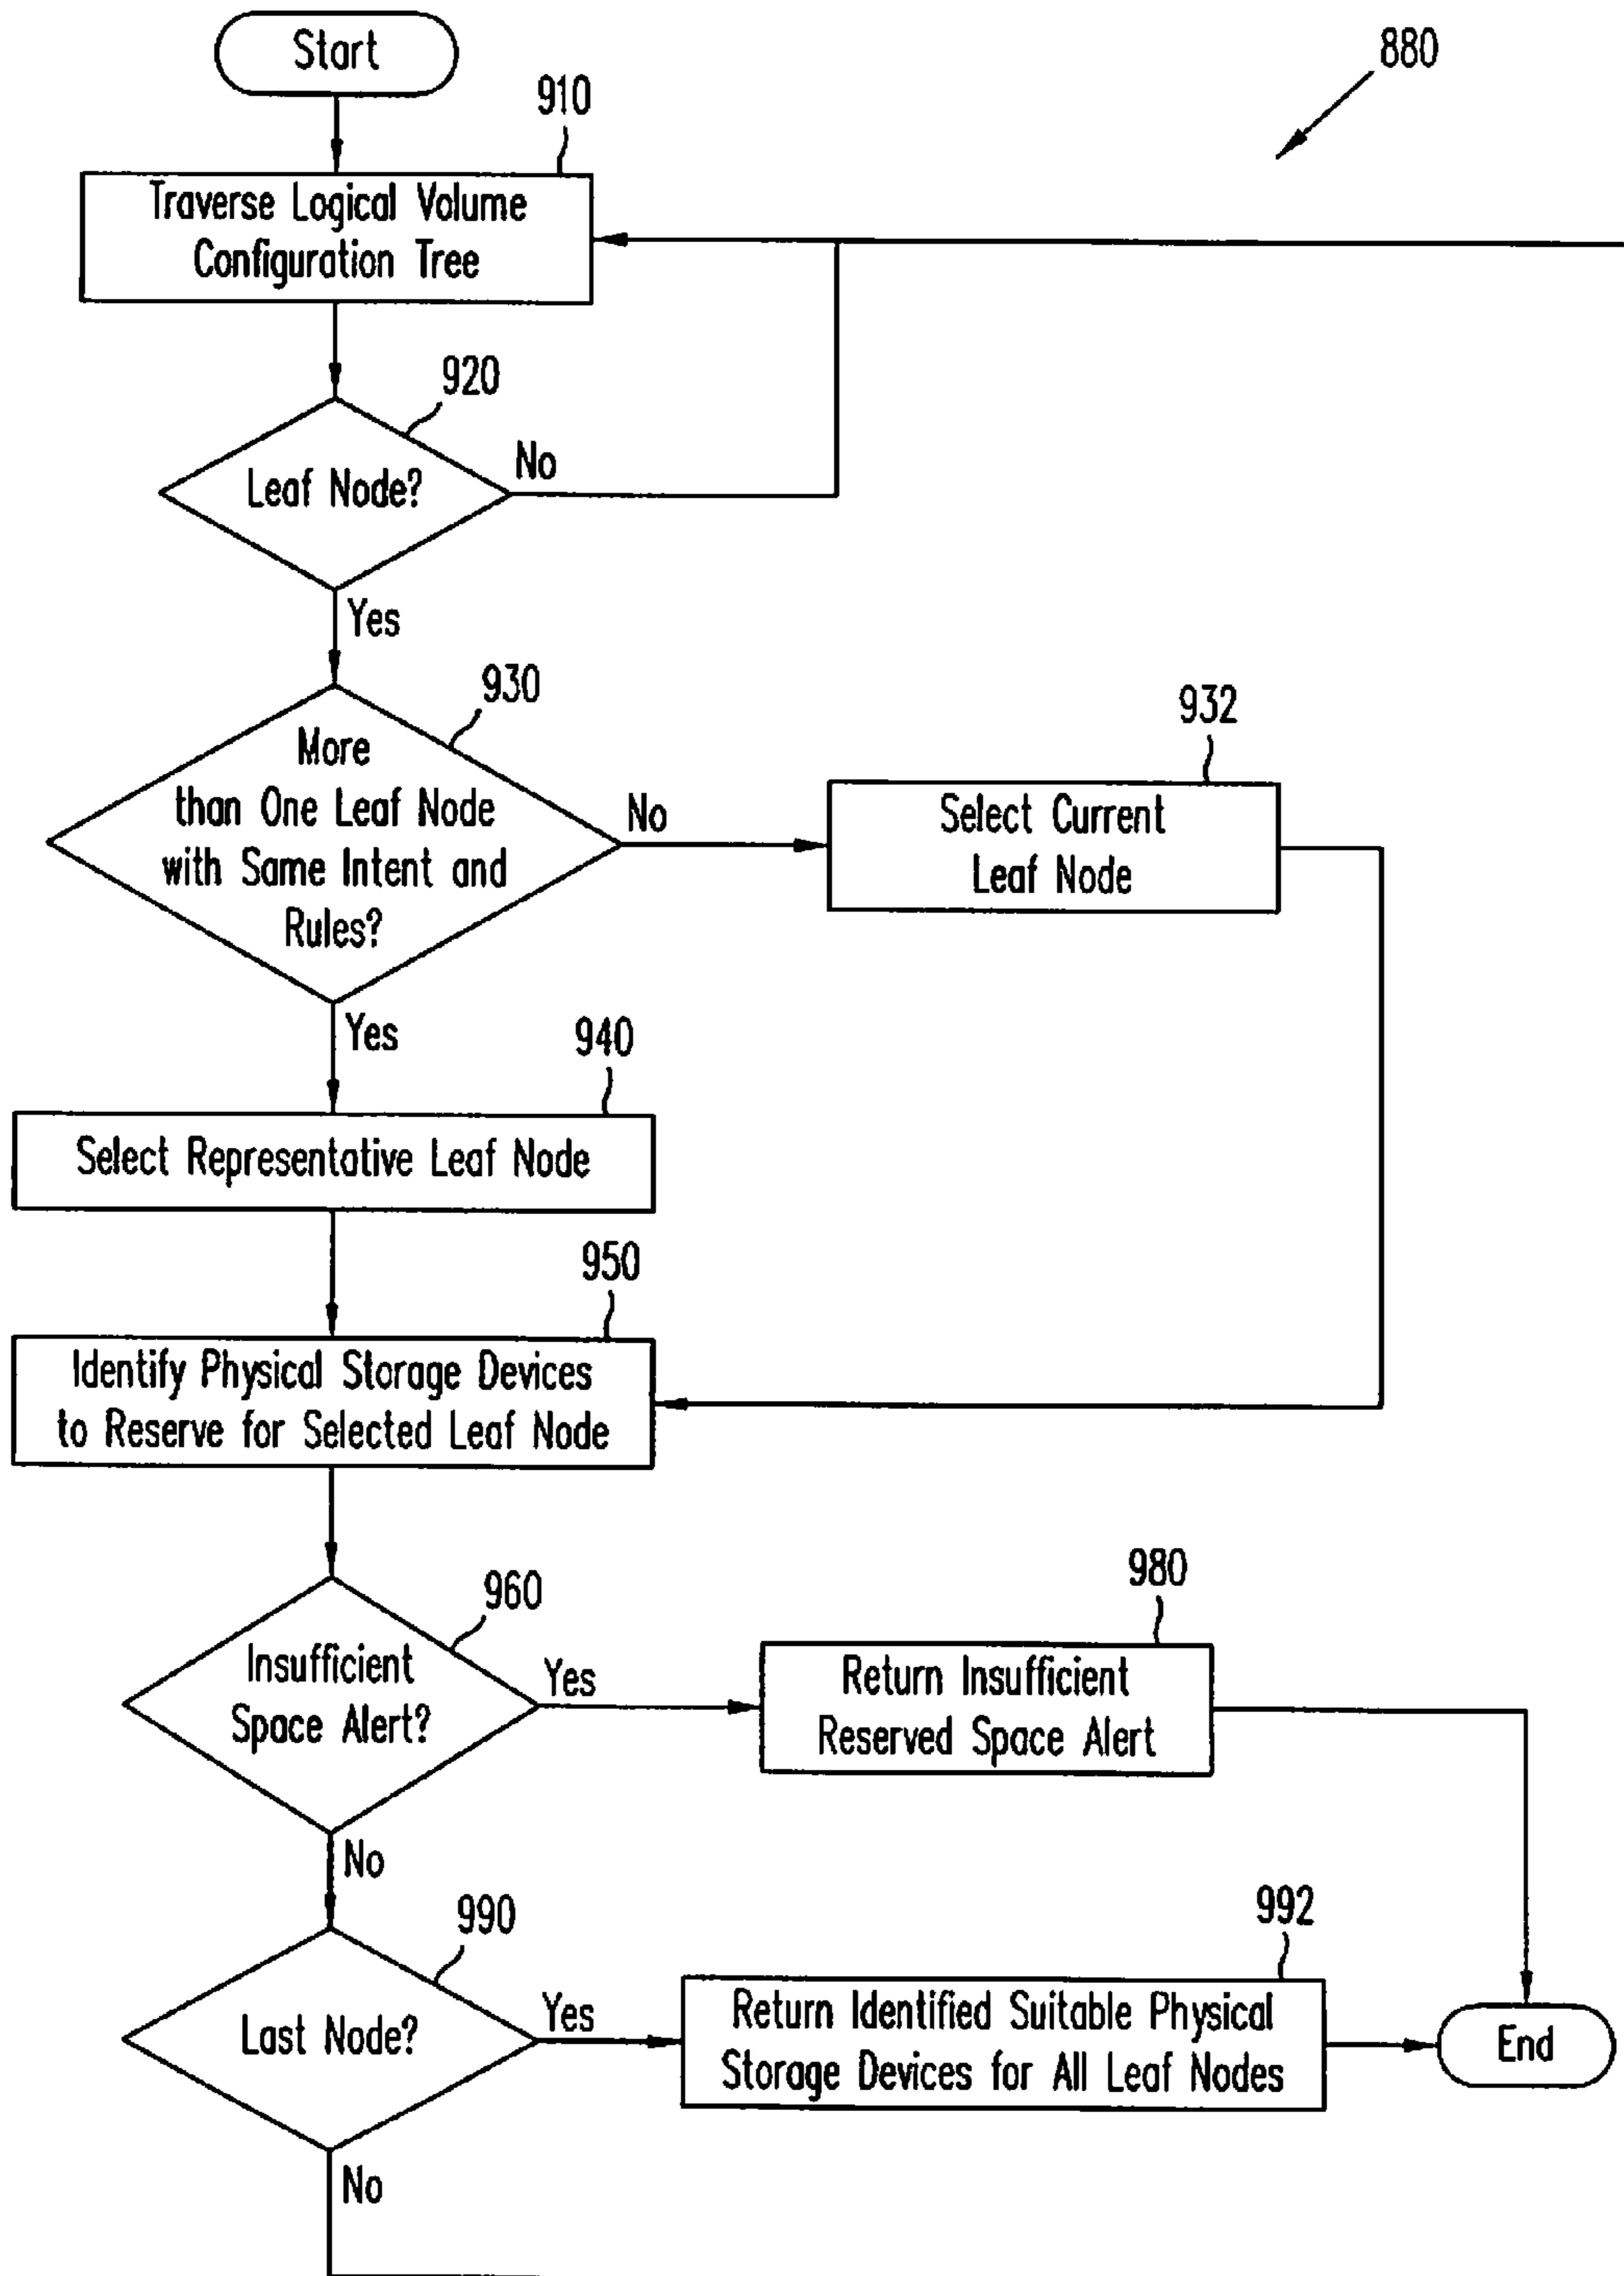 Start
880
910
Traverse Logical Volume
Configuration Tree
920
Leaf Node?
No
Yes
930
More
than One Leaf Node
with Same Intent and
Rules?
No
932
Select Current
Leaf Node
Yes
940
Select Representative Leaf Node
950
Identify Physical Storage Devices
to Reserve for Selected Leaf Node
960
Insufficient
Space Alert?
Yes
980
Return Insufficient
Reserved Space Alert
No
990
Last Node?
Yes
992
Return Identified Suitable Physical
Storage Devices for All Leaf Nodes
End
No